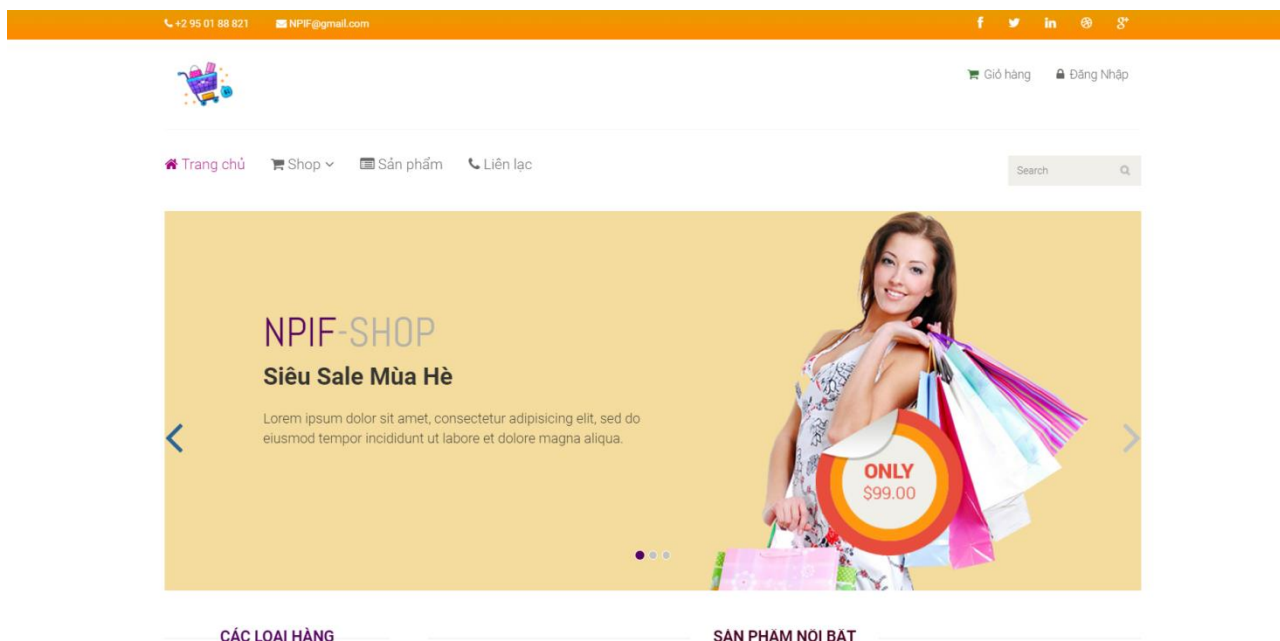 +2 95 01 88 821 NPIF@gmail.com
Giỏ hàng Đăng Nhập
Trang chủ Shop Sản phẩm Liên lạc
Search
NPIF-SHOP
Siêu Sale Mùa Hè
Lorem ipsum dolor sit amet, consectetur adipisicing elit, sed do
eiusmod tempor incididunt ut labore et dolore magna aliqua.
ONLY
$99.00
CÁC LOẠI HÀNG SẢN PHẨM NỔI BẬT